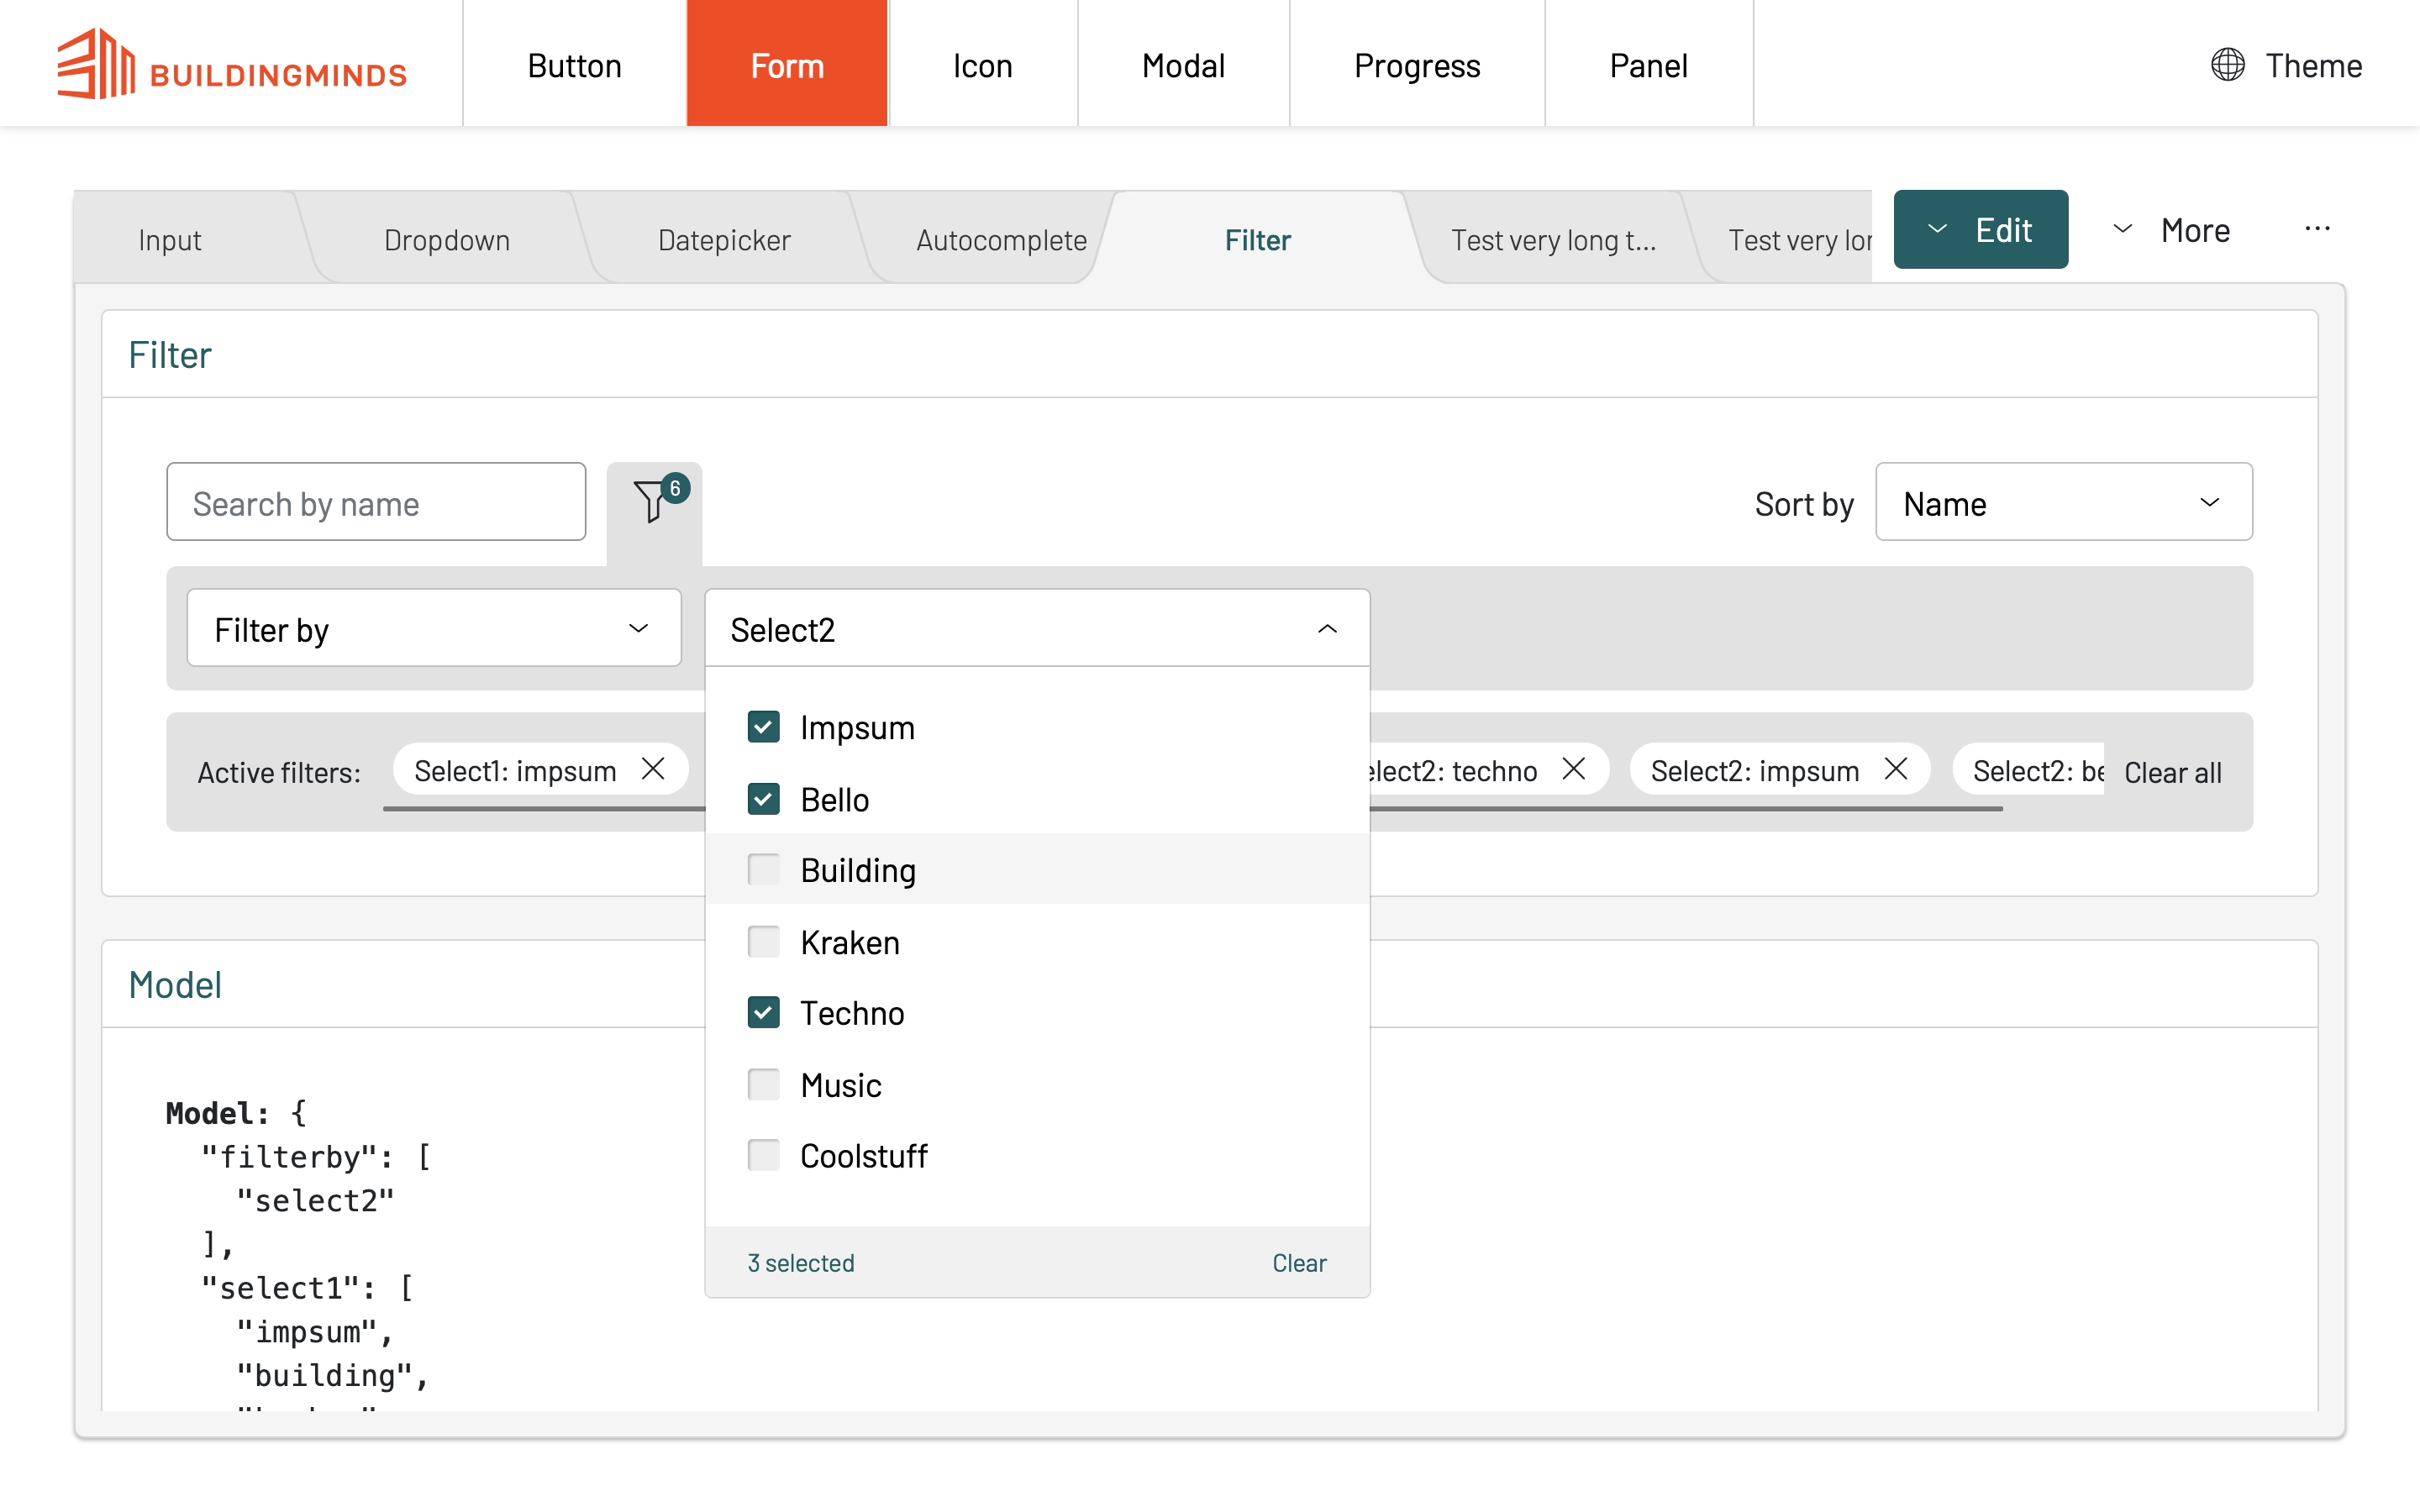 BUILDINGMINDS
Button
Form
Icon
Modal
Progress
Panel
Theme
Input
Dropdown
Datepicker
Autocomplete
Filter
Test very long t...
Test very lor
Edit
More
...
Filter
Search by name
6
Sort by
Name
Filter by
Select2
Active filters:
Select1: impsum
elect2: techno
Select2: impsum
Select2: be
Clear all
Impsum
Bello
Building
Kraken
Techno
Music
Coolstuff
3 selected
Clear
Model
Model: {
"filterby": [
"select2"
],
"select1": [
"impsum",
"building",